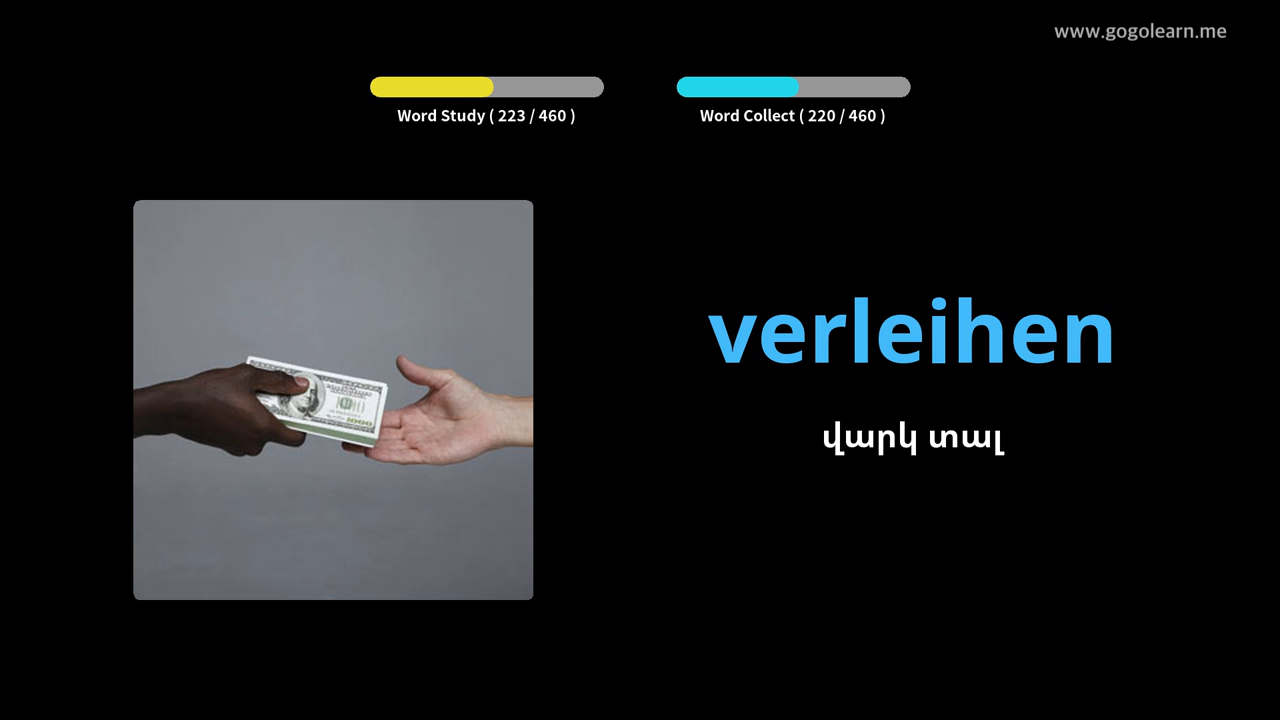 www.gogolearn.me
Word Study ( 223 / 460 )
Word Collect ( 220 / 460 )
verleihen
վարկ տալ